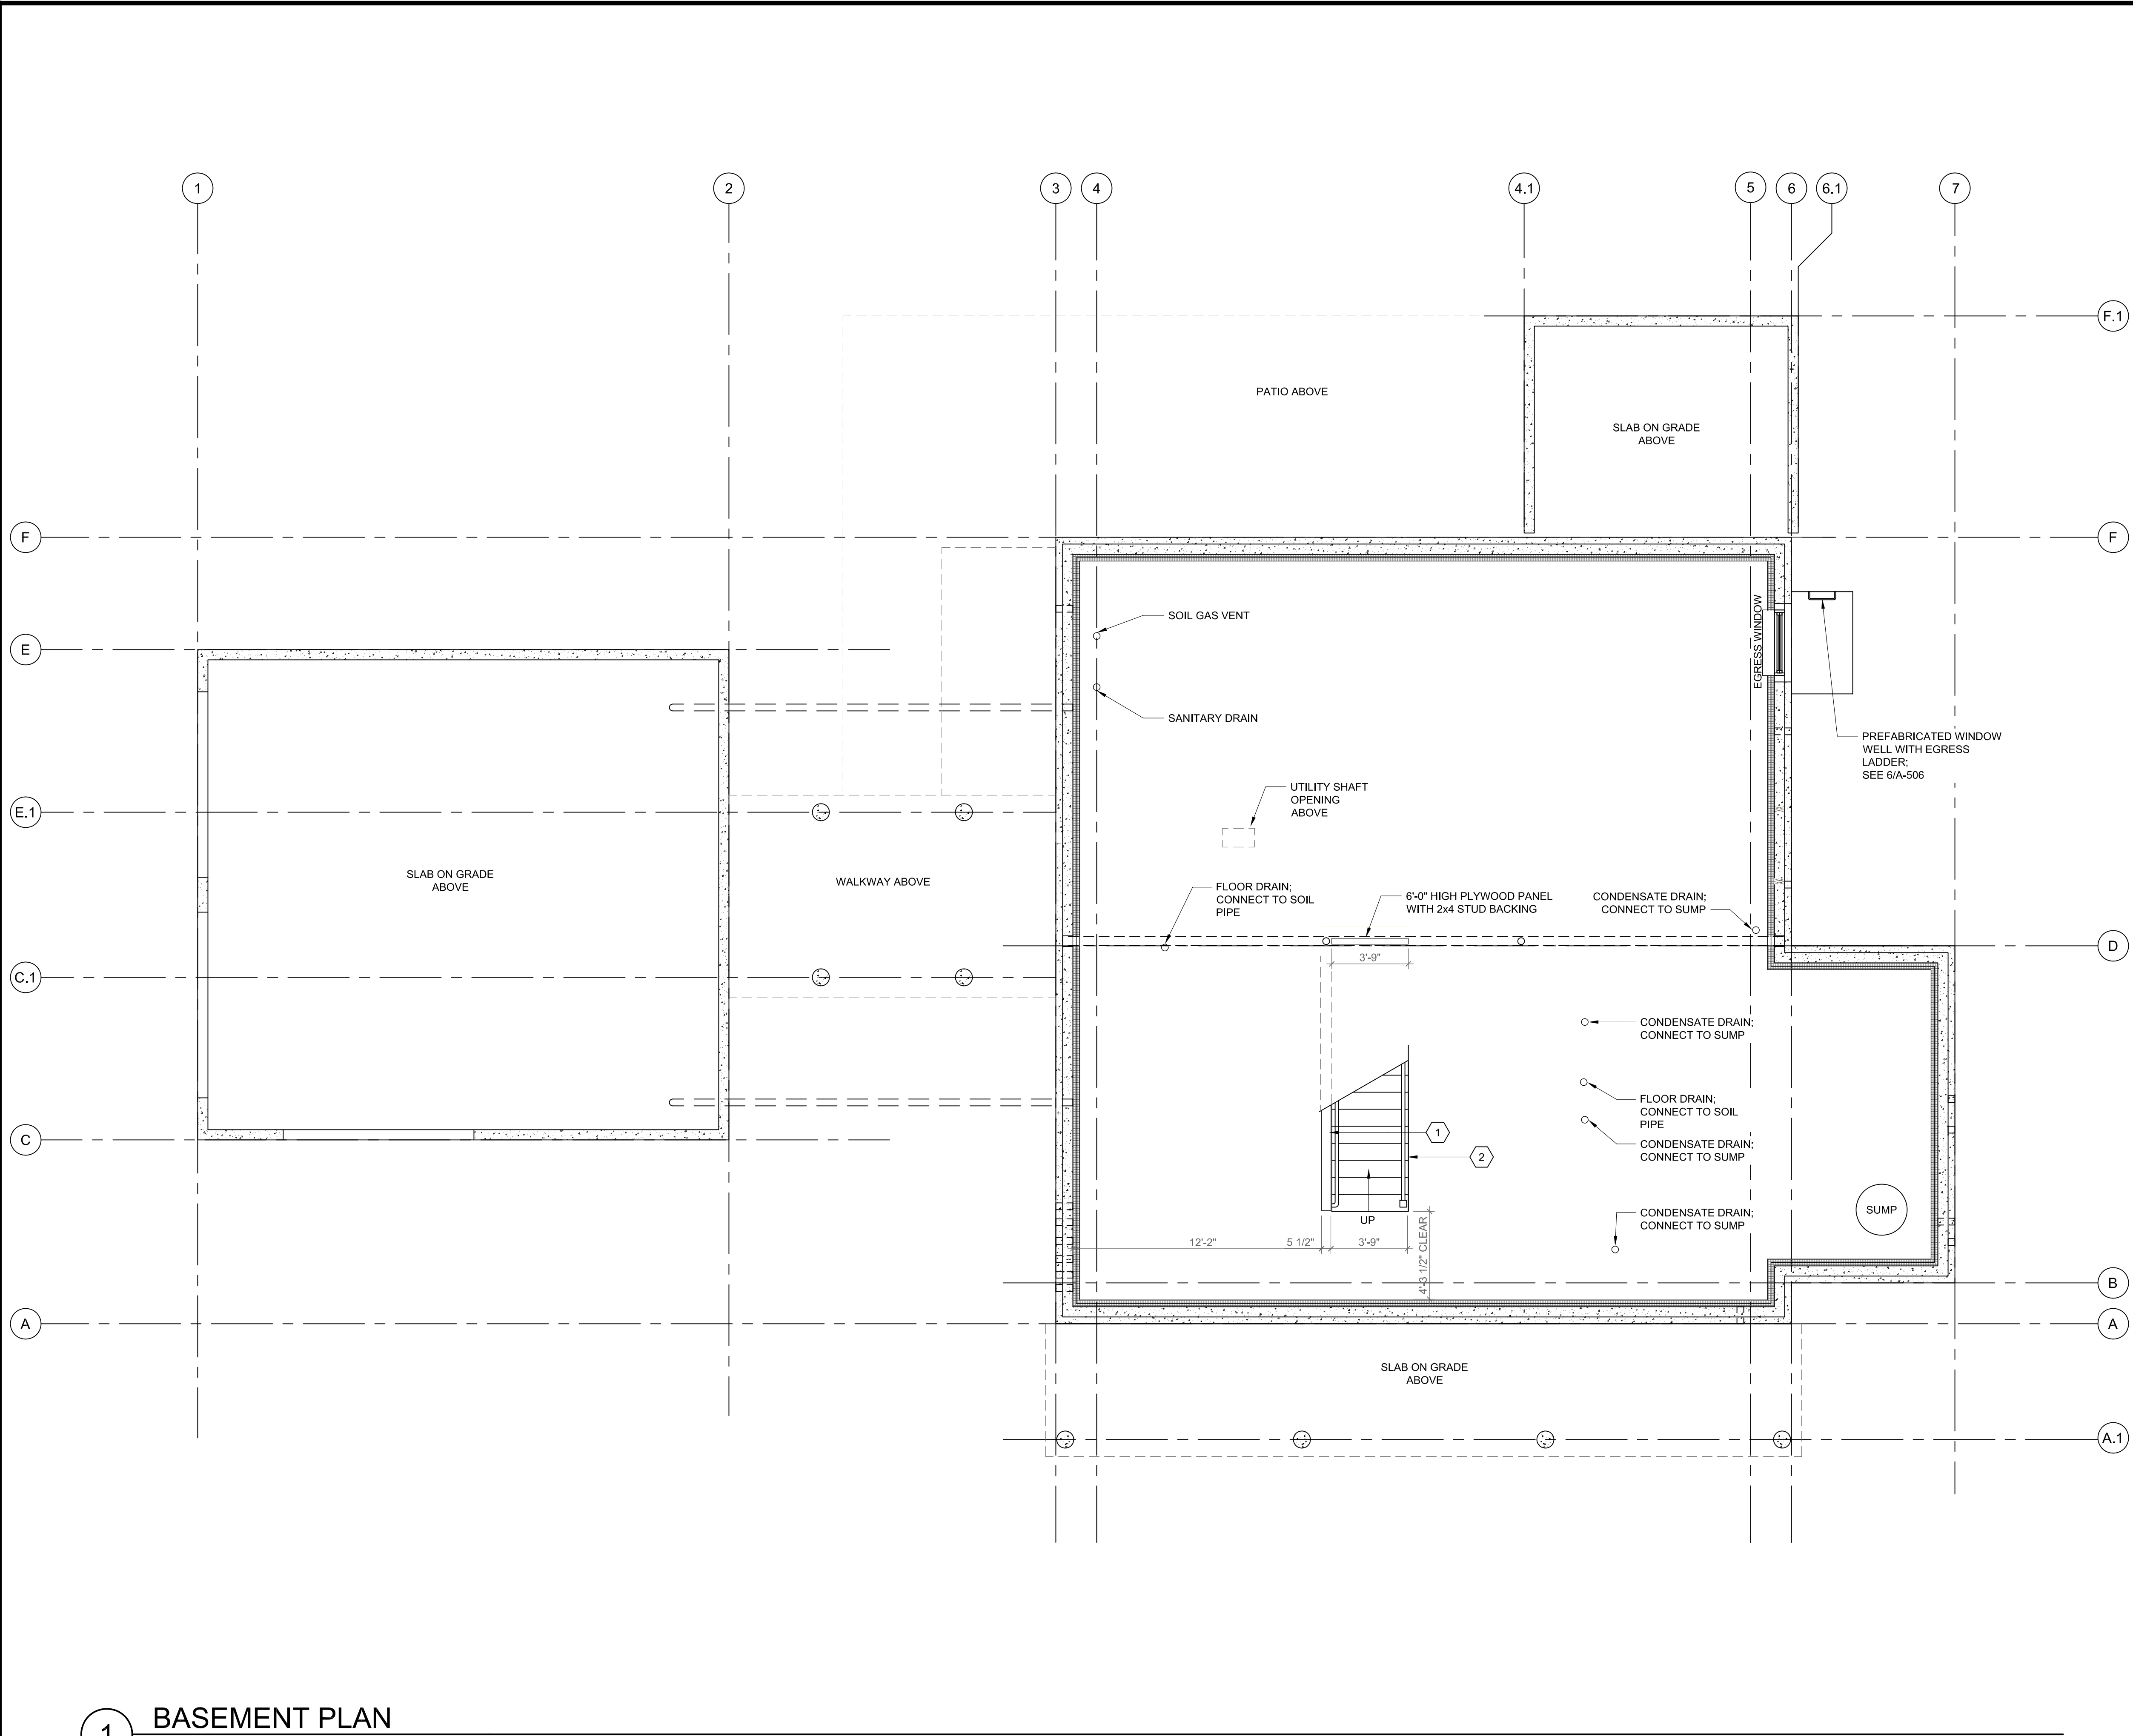 1
2
3
4
4.1
5
6
6.1
7
F.1
PATIO ABOVE
SLAB ON GRADE
ABOVE
F
F
EGRESS WINDOW
SOIL GAS VENT
E
SANITARY DRAIN
PREFABRICATED WINDOW
WELL WITH EGRESS
LADDER;
SEE 6/A-506
UTILITY SHAFT
OPENING
ABOVE
E.1
SLAB ON GRADE
ABOVE
WALKWAY ABOVE
FLOOR DRAIN;
CONNECT TO SOIL
PIPE
6'-0" HIGH PLYWOOD PANEL
WITH 2x4 STUD BACKING
CONDENSATE DRAIN;
CONNECT TO SUMP
D
3'-9"
C.1
CONDENSATE DRAIN;
CONNECT TO SUMP
FLOOR DRAIN;
CONNECT TO SOIL
PIPE
C
1
2
CONDENSATE DRAIN;
CONNECT TO SUMP
SUMP
UP
CONDENSATE DRAIN;
CONNECT TO SUMP
12'-2"
5 1/2"
3'-9"
4'-3 1/2" CLEAR
B
A
A
SLAB ON GRADE
ABOVE
A.1
1
BASEMENT PLAN